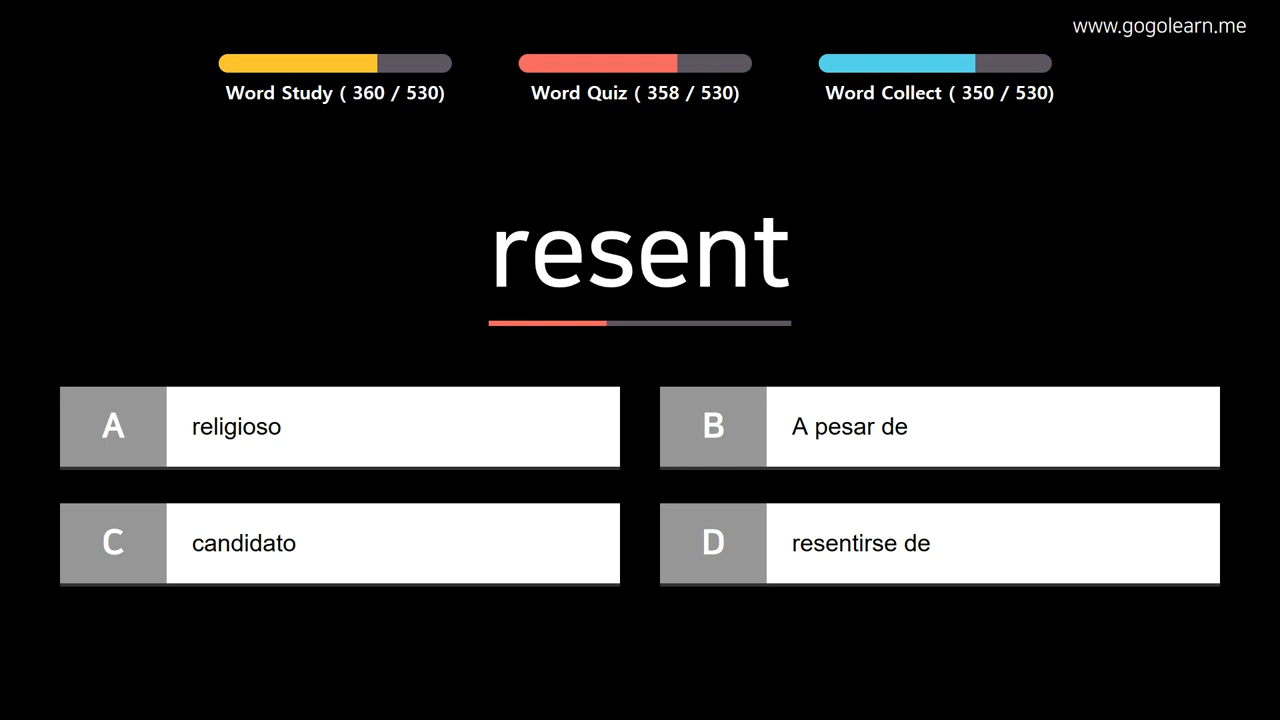 www.gogolearn.me
Word Study ( 360 / 530)
Word Quiz ( 358 / 530)
Word Collect ( 350 / 530)
resent
A religioso
B A pesar de
C candidato
D resentirse de